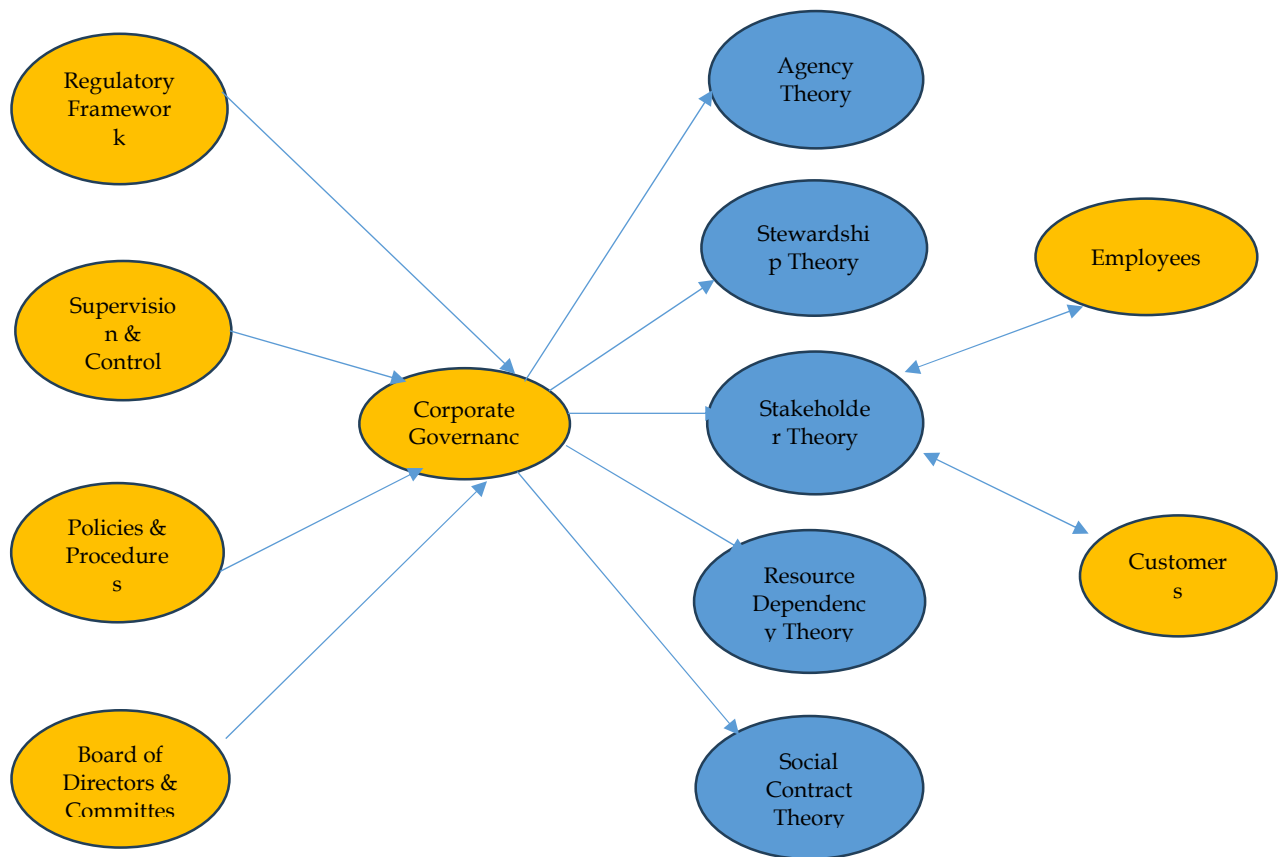 Regulatory
Framewor
k
Supervisio
n &
Control
Policies &
Procedure
s
Board of
Directors &
Committes
Corporate
Governanc
Agency
Theory
Stewardshi
p Theory
Stakeholde
r Theory
Resource
Dependenc
y Theory
Social
Contract
Theory
Employees
Customer
s